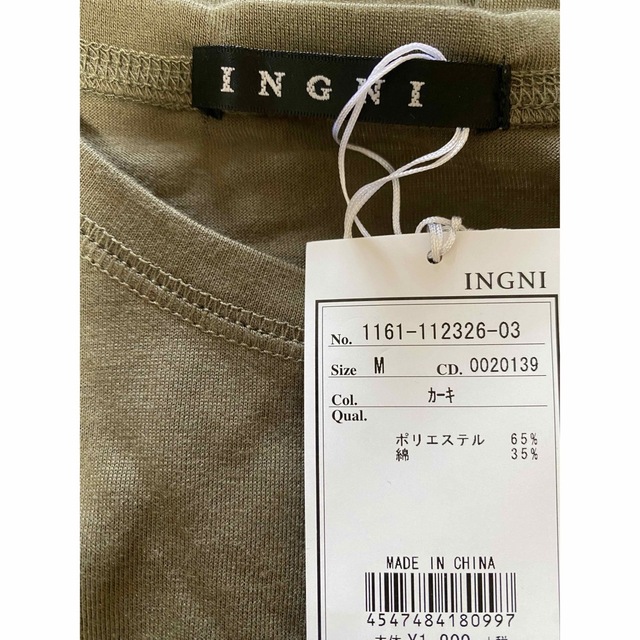 INGNI
INGNI
No. 1161-112326-03
Size M CD. 0020139
Col. カーキ
Qual.
ポリエステル 65%
綿 35%
MADE IN CHINA
4547484180997